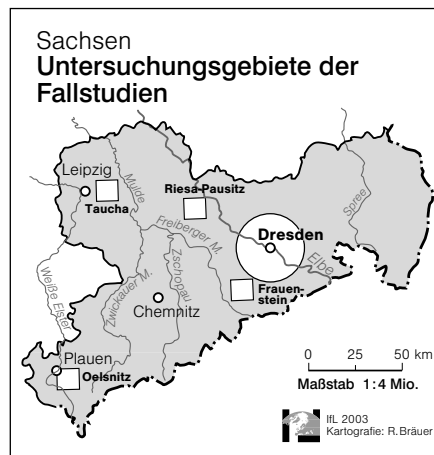 Sachsen
Untersuchungsgebiete der
Fallstudien
Leipzig
Taucha
Mulde
Riesa-Pausitz
Freiberger M.
Dresden
Elbe
Spree
Weiße Elster
Zwickauer M.
Zschopau
Chemnitz
Frauen-
stein
Plauen
Oelsnitz
0 25 50 km
Maßstab 1:4 Mio.
IfL 2003
Kartografie: R.Bräuer